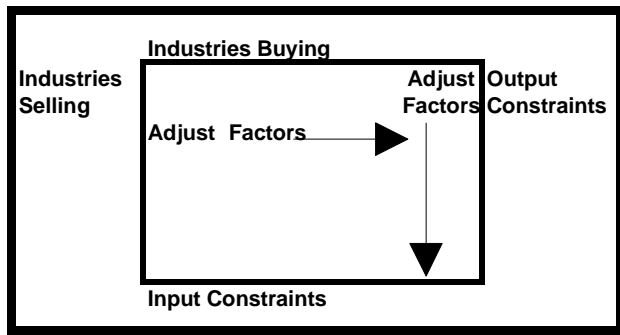 Industries Buying
Industries
Selling
Adjust
Factors
Output
Constraints
Adjust Factors
Input Constraints